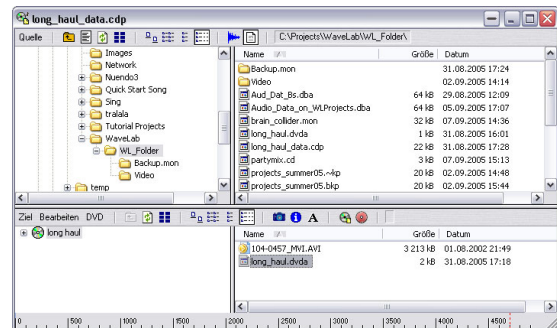 long_haul_data.cdp
Quelle
C:\Projects\WaveLab\WL_Folder\
Images
Network
Nuendo3
Quick Start Song
Sing
tralala
Tutorial Projects
WaveLab
WL_Folder
Backup.mon
Video
temp
Name Größe Datum
Backup.mon 31.08.2005 17:24
Video 02.09.2005 14:14
Aud_Dat_Bs.dba 64 kB 29.08.2005 12:09
Audio_Data_on_WLProjects.dba 64 kB 05.09.2005 17:07
brain_collider.mon 32 kB 07.09.2005 14:36
long_haul.dvda 1 kB 31.08.2005 16:01
long_haul_data.cdp 22 kB 31.08.2005 17:28
partymix.cd 3 kB 07.09.2005 15:13
projects_summer05.~kp 20 kB 02.09.2005 14:48
projects_summer05.bkp 20 kB 02.09.2005 15:44
Ziel Bearbeiten DVD
long haul
Name Größe Datum
104-0457_MVI.AVI 3 213 kB 01.08.2002 21:49
long_haul.dvda 2 kB 31.08.2005 17:18
0 500 1000 1500 2000 2500 3000 3500 4000 4500